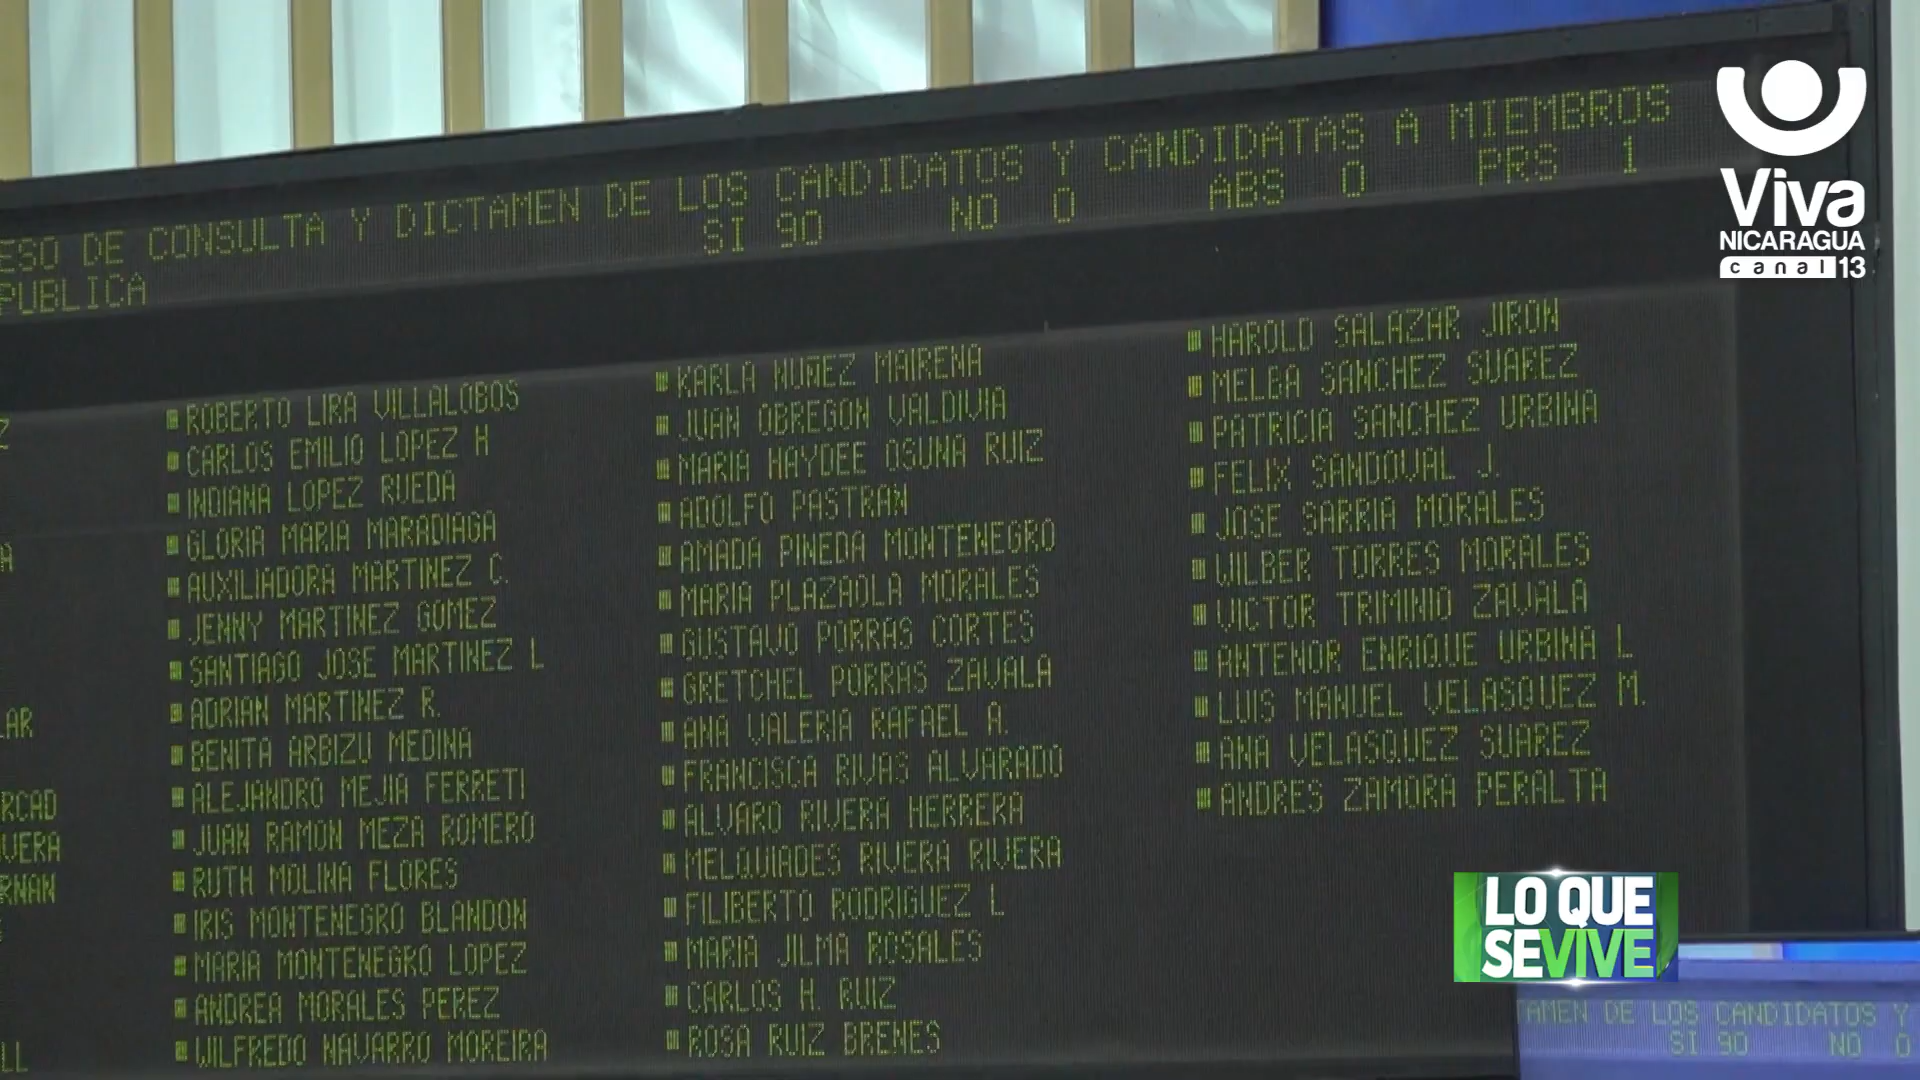 ESO DE CONSULTA Y DICTAMEN DE LOS CANDIDATOS Y CANDIDATAS A MIEMBROS
PUBLICA
SI 90 NO 0 ABS 0 PRS 1
Z
A
LAR
RCAD
VERA
RNAN
LL
ROBERTO LIRA VILLALOBOS
CARLOS EMILIO LOPEZ H
INDIANA LOPEZ RUEDA
GLORIA MARIA MARADIAGA
AUXILIADORA MARTINEZ C.
JENNY MARTINEZ GOMEZ
SANTIAGO JOSE MARTINEZ L
ADRIAN MARTINEZ R.
BENITA ARBIZU MEDINA
ALEJANDRO MEJIA FERRETI
JUAN RAMON MEZA ROMERO
RUTH MOLINA FLORES
IRIS MONTENEGRO BLANDON
MARIA MONTENEGRO LOPEZ
ANDREA MORALES PEREZ
WILFREDO NAVARRO MOREIRA
KARLA NUÑEZ MAIRENA
JUAN OBREGON VALDIVIA
MARIA HAYDEE OSUNA RUIZ
ADOLFO PASTRAN
AMADA PINEDA MONTENEGRO
MARIA PLAZAOLA MORALES
GUSTAVO PORRAS CORTES
GRETCHEL PORRAS ZAVALA
ANA VALERIA RAFAEL A.
FRANCISCA RIVAS ALVARADO
ALVARO RIVERA HERRERA
MELQUIADES RIVERA RIVERA
FILIBERTO RODRIGUEZ L
MARIA JILMA ROSALES
CARLOS H. RUIZ
ROSA RUIZ BRENES
HAROLD SALAZAR JIRON
MELBA SANCHEZ SUAREZ
PATRICIA SANCHEZ URBINA
FELIX SANDOVAL J.
JOSE SARRIA MORALES
WILBER TORRES MORALES
VICTOR TRIMINIO ZAVALA
ANTENOR ENRIQUE URBINA L
LUIS MANUEL VELASQUEZ M.
ANA VELASQUEZ SUAREZ
ANDRES ZAMORA PERALTA
Viva
NICARAGUA
canal 13
LO QUE
SE VIVE
TAMEN DE LOS CANDIDATOS Y
SI 90 NO 0